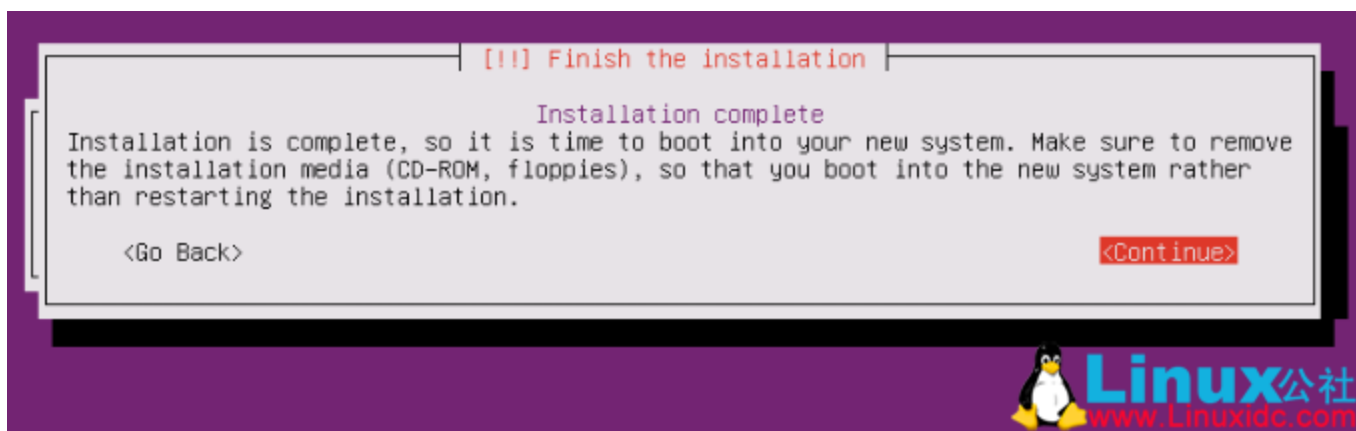 [!!] Finish the installation
Installation complete
Installation is complete, so it is time to boot into your new system. Make sure to remove
the installation media (CD-ROM, floppies), so that you boot into the new system rather
than restarting the installation.
<Go Back> <Continue>
Linux公社
www.Linuxidc.com